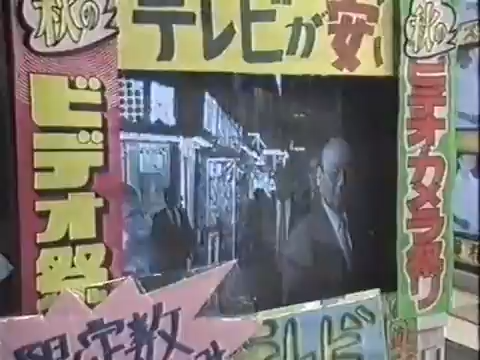 秋の
テレビが安い
秋の
ビデオ祭
ビデオカメラ祭り
限定数
テレビ